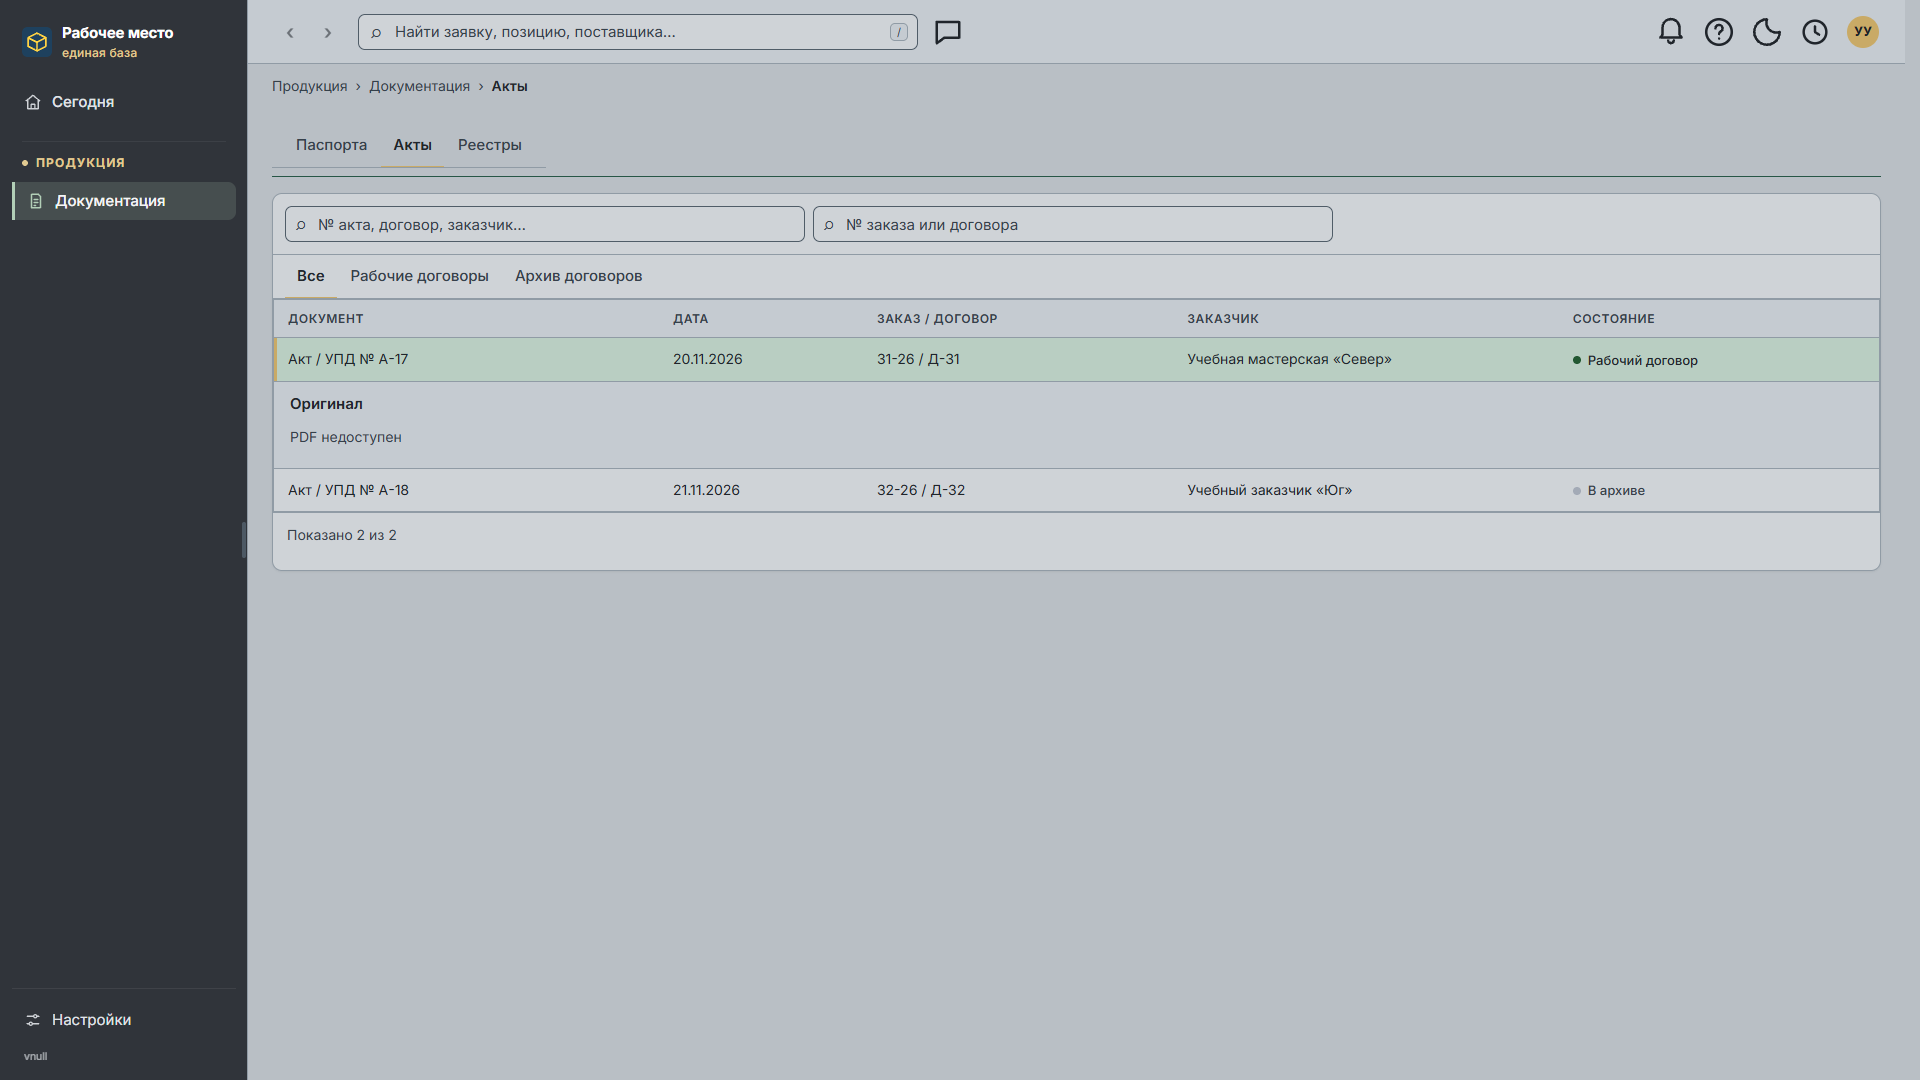 Рабочее место
единая база
Сегодня
ПРОДУКЦИЯ
Документация
Настройки
vnull
Найти заявку, позицию, поставщика...
/
УУ
Продукция › Документация › Акты
Паспорта Акты Реестры
№ акта, договор, заказчик...
№ заказа или договора
Все Рабочие договоры Архив договоров
ДОКУМЕНТ ДАТА ЗАКАЗ / ДОГОВОР ЗАКАЗЧИК СОСТОЯНИЕ
Акт / УПД № А-17 20.11.2026 31-26 / Д-31 Учебная мастерская «Север» Рабочий договор
Оригинал
PDF недоступен
Акт / УПД № А-18 21.11.2026 32-26 / Д-32 Учебный заказчик «Юг» В архиве
Показано 2 из 2